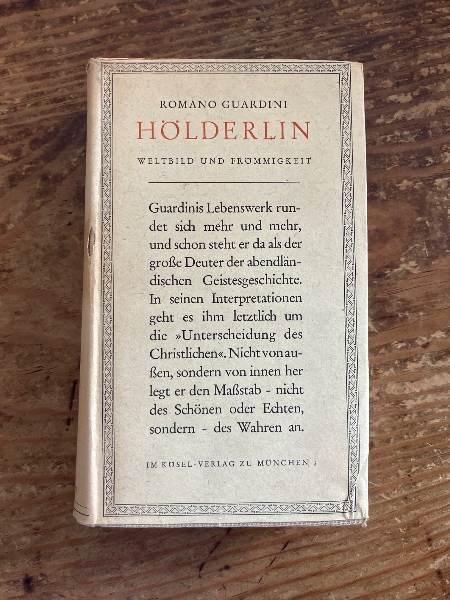 ROMANO GUARDINI
HÖLDERLIN
WELTBILD UND FRÖMMIGKEIT
Guardinis Lebenswerk run-
det sich mehr und mehr,
und schon steht er da als der
große Deuter der abendlän-
dischen Geistesgeschichte.
In seinen Interpretationen
geht es ihm letztlich um
die »Unterscheidung des
Christlichen«. Nicht von au-
ßen, sondern von innen her
legt er den Maßstab - nicht
des Schönen oder Echten,
sondern - des Wahren an.
IM KÖSEL-VERLAG ZU MÜNCHEN